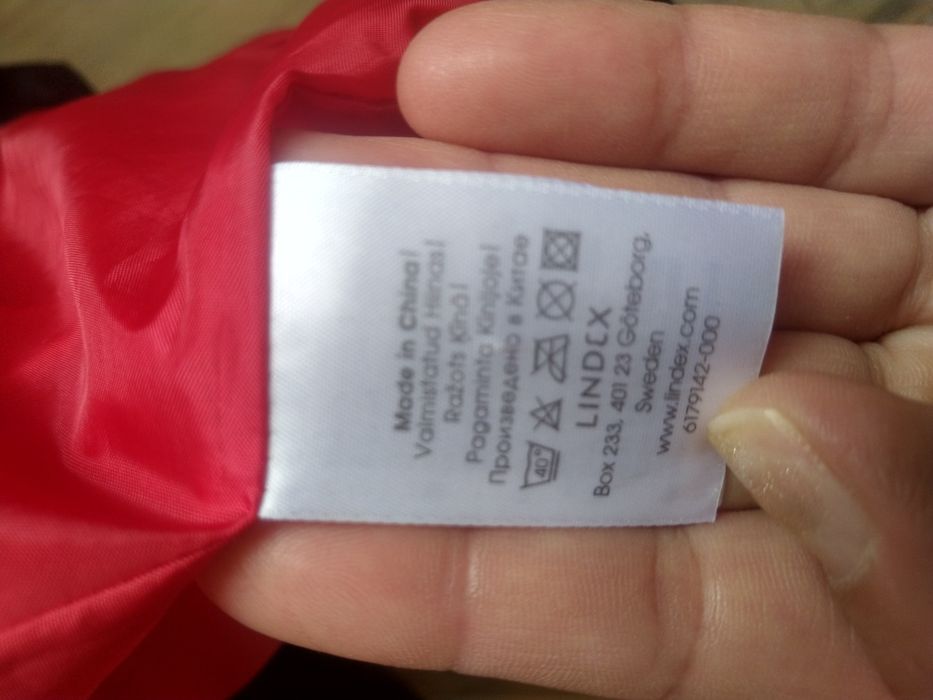 Made in China/
Valmistatud Hiinas/
Ražots Ķīnā/
Pagaminta Kinijoje/
Произведено в Китае
40°
LINDEX
Box 233, 401 23 Göteborg,
Sweden
www.lindex.com
6179142-000